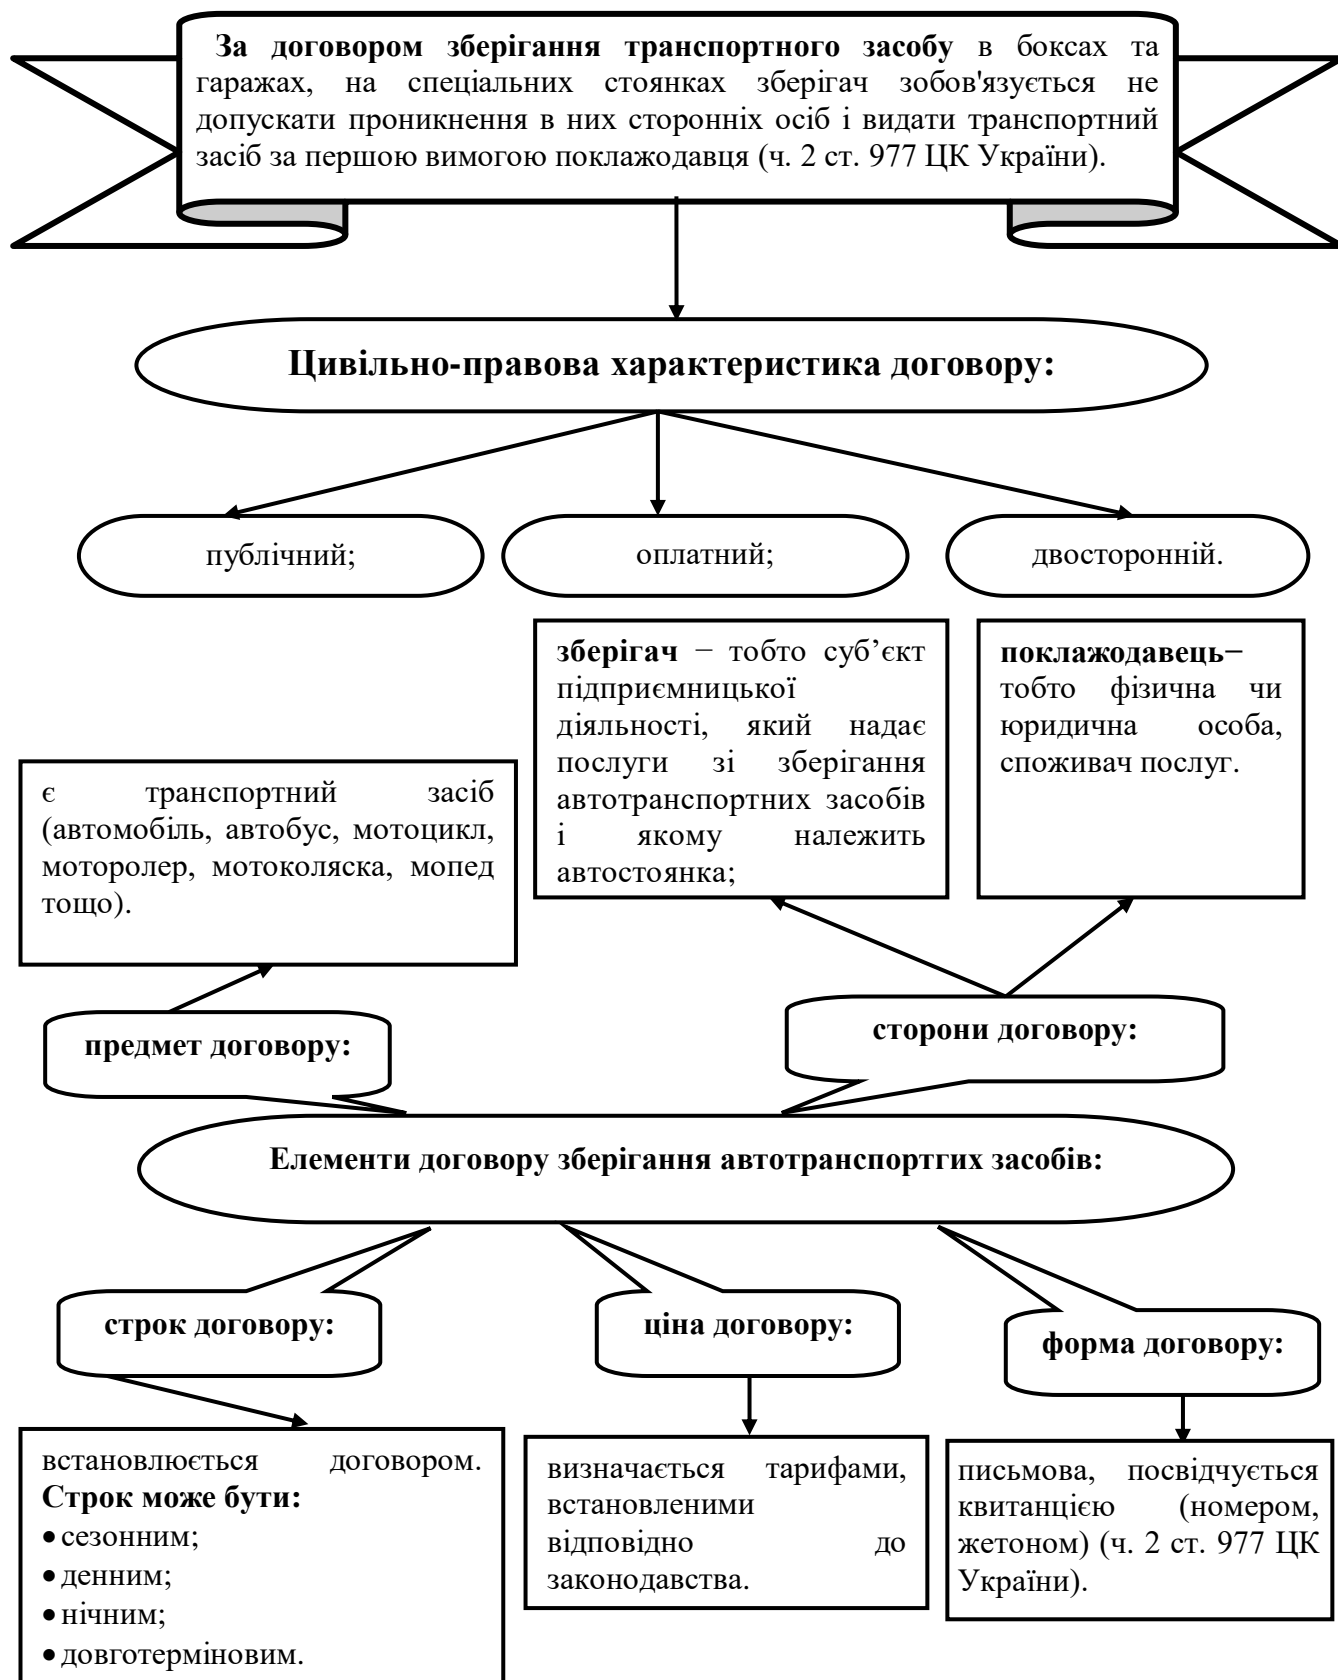 За договором зберігання транспортного засобу в боксах та
гаражах, на спеціальних стоянках зберігач зобов'язується не
допускати проникнення в них сторонніх осіб і видати транспортний
засіб за першою вимогою поклажодавця (ч. 2 ст. 977 ЦК України).
Цивільно-правова характеристика договору:
публічний;
оплатний;
двосторонній.
зберігач − тобто суб’єкт
підприємницької
діяльності, який надає
послуги зі зберігання
автотранспортних засобів
і якому належить
автостоянка;
поклажодавець−
тобто фізична чи
юридична особа,
споживач послуг.
є транспортний засіб
(автомобіль, автобус, мотоцикл,
моторолер, мотоколяска, мопед
тощо).
предмет договору:
сторони договору:
Елементи договору зберігання автотранспортгих засобів:
строк договору:
ціна договору:
форма договору:
встановлюється договором.
Строк може бути:
• сезонним;
• денним;
• нічним;
• довготерміновим.
визначається тарифами,
встановленими
відповідно до
законодавства.
письмова, посвідчується
квитанцією (номером,
жетоном) (ч. 2 ст. 977 ЦК
України).